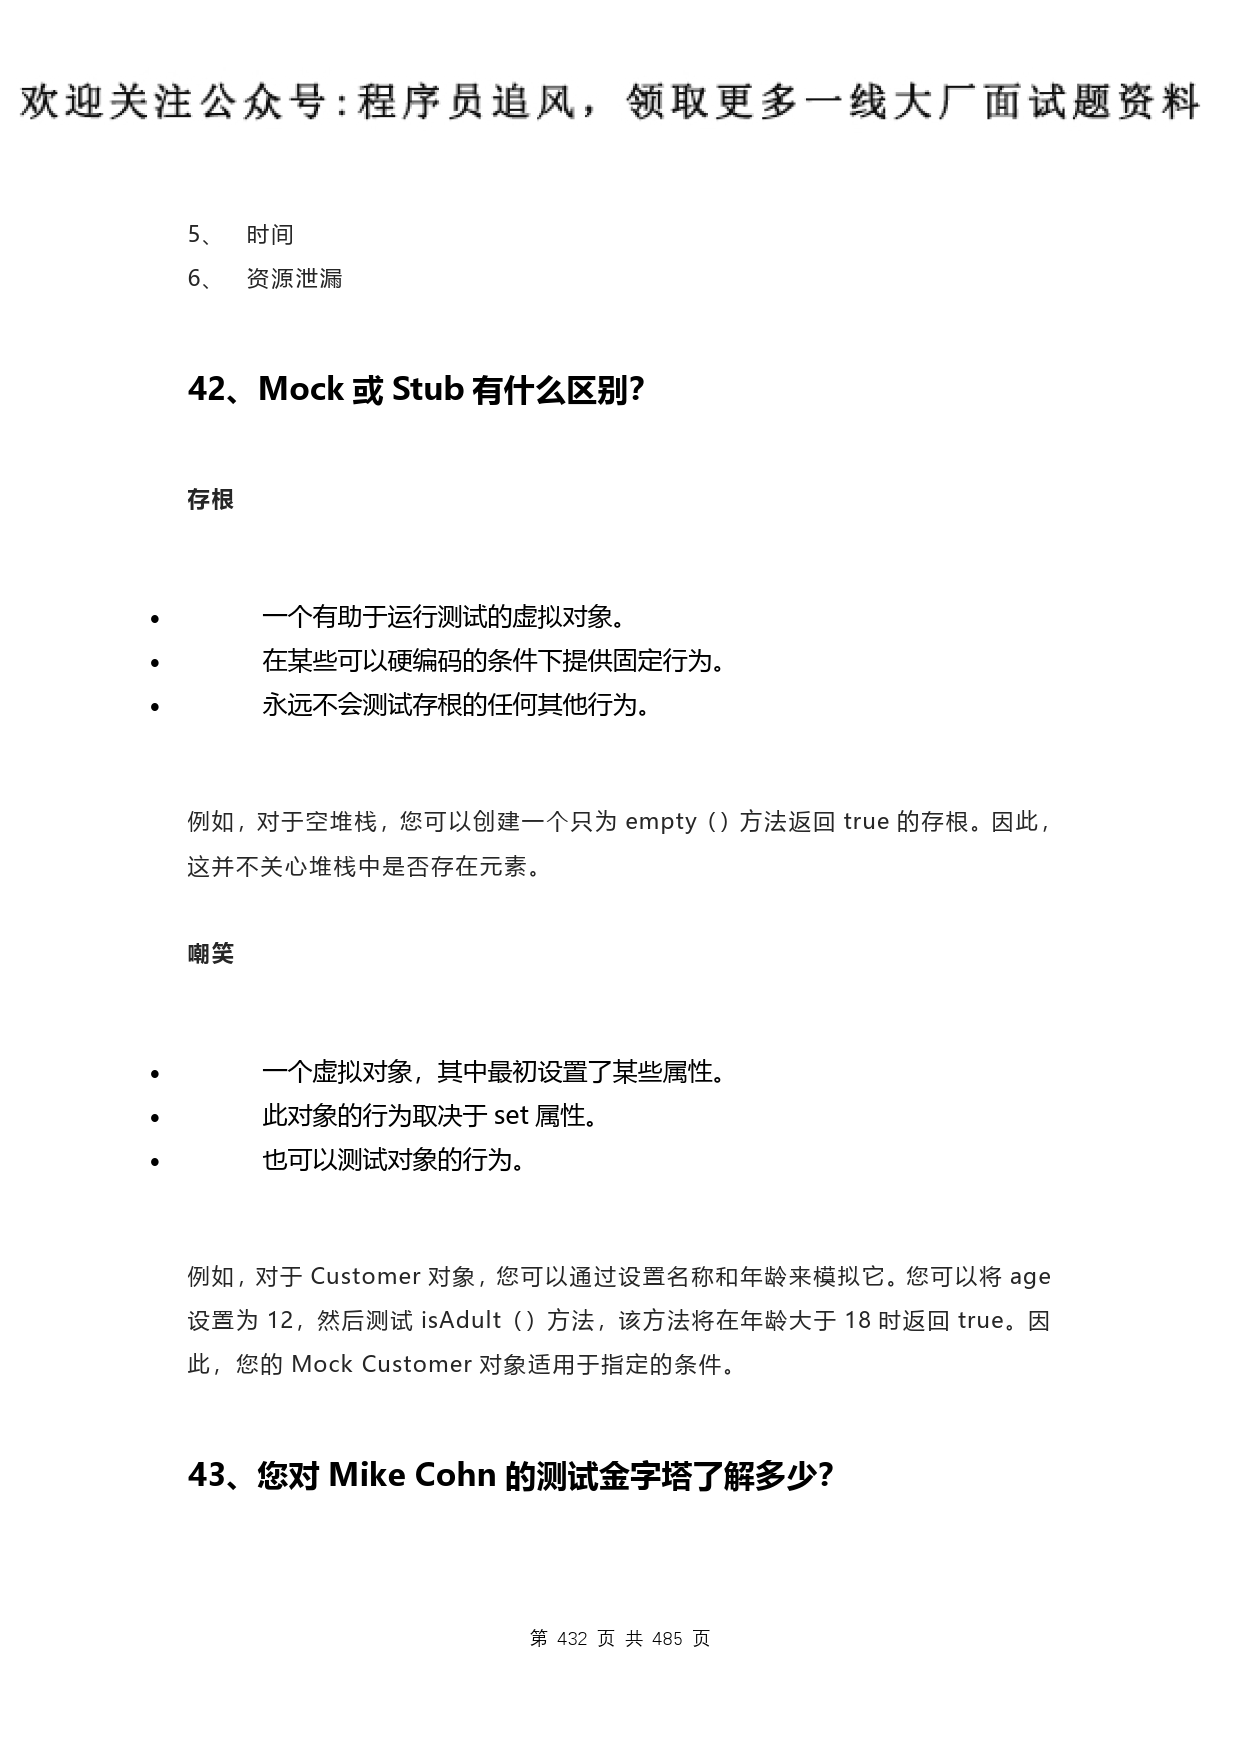 欢迎关注公众号:程序员追风，领取更多一线大厂面试题资料
5、 时间
6、 资源泄漏
42、Mock 或 Stub 有什么区别？
存根
• 一个有助于运行测试的虚拟对象。
• 在某些可以硬编码的条件下提供固定行为。
• 永远不会测试存根的任何其他行为。
例如，对于空堆栈，您可以创建一个只为 empty（）方法返回 true 的存根。因此，
这并不关心堆栈中是否存在元素。
嘲笑
• 一个虚拟对象，其中最初设置了某些属性。
• 此对象的行为取决于 set 属性。
• 也可以测试对象的行为。
例如，对于 Customer 对象，您可以通过设置名称和年龄来模拟它。您可以将 age
设置为 12，然后测试 isAdult（）方法，该方法将在年龄大于 18 时返回 true。因
此，您的 Mock Customer 对象适用于指定的条件。
43、您对 Mike Cohn 的测试金字塔了解多少？
第 432 页 共 485 页